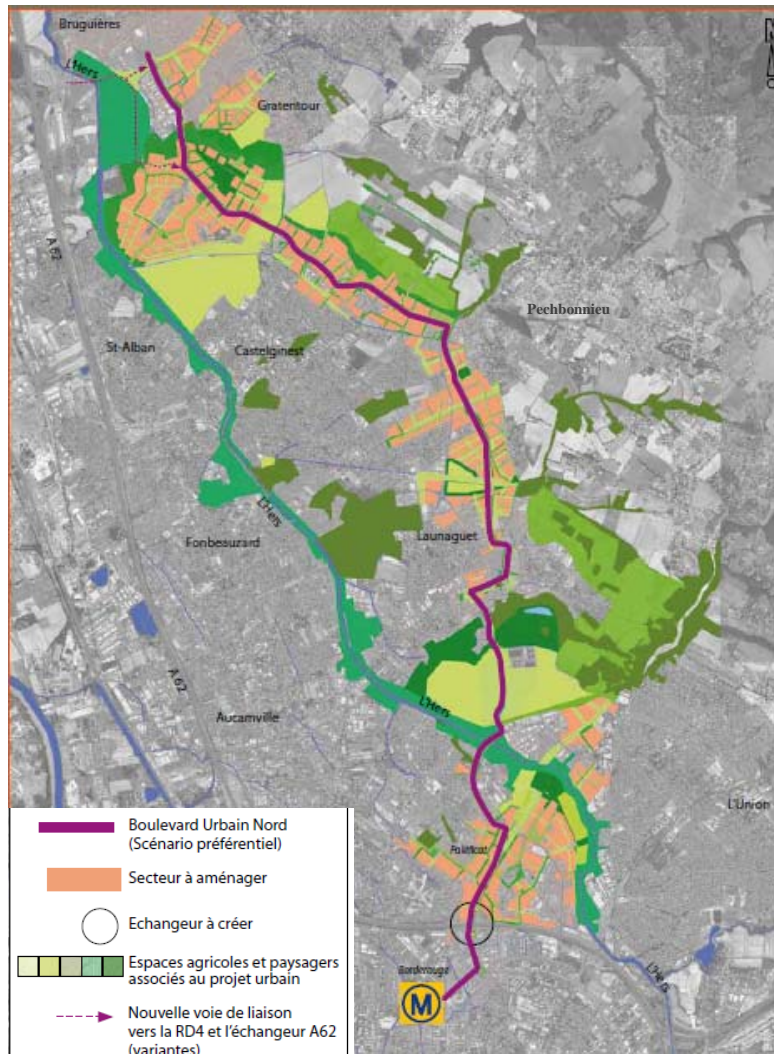 Bruguières
L'Hers
Gratentour
A 62
Pechbonnieu
St-Alban
Castelginest
L'Hers
Fonbeauzard
Launaguet
A 62
L'Hers
Aucamville
L'Union
Paléficat
Borderouge
M
L'Hers
Boulevard Urbain Nord
(Scénario préférentiel)
Secteur à aménager
Echangeur à créer
Espaces agricoles et paysagers
associés au projet urbain
Nouvelle voie de liaison
vers la RD4 et l'échangeur A62
(variantes)